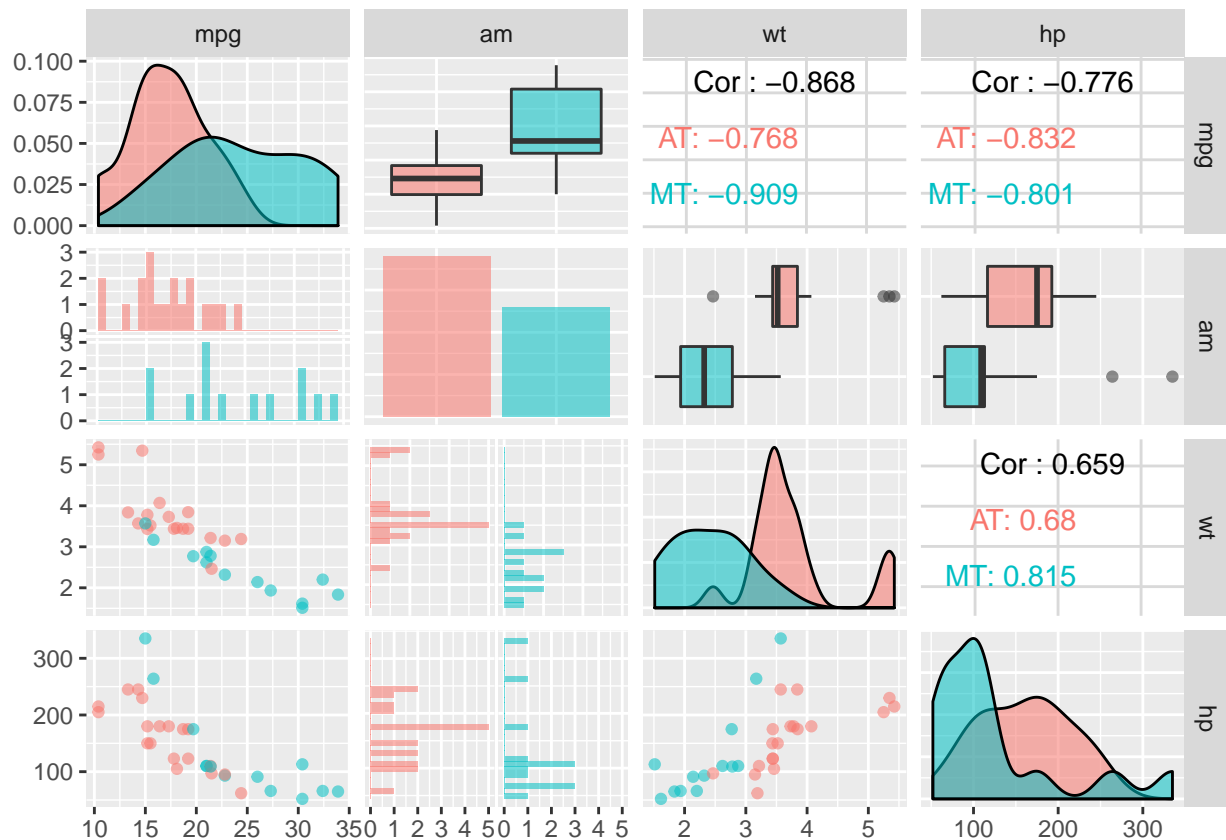 mpg am wt hp
0.100
0.075
0.050
0.025
0.000
Cor : −0.868
AT: −0.768
MT: −0.909
Cor : −0.776
AT: −0.832
MT: −0.801
mpg
3
2
1
0
3
2
1
0
am
5
4
3
2
Cor : 0.659
AT: 0.68
MT: 0.815
wt
300
200
100
hp
10 15 20 25 30 35 0 1 2 3 4 5 0 1 2 3 4 5 2 3 4 5 100 200 300